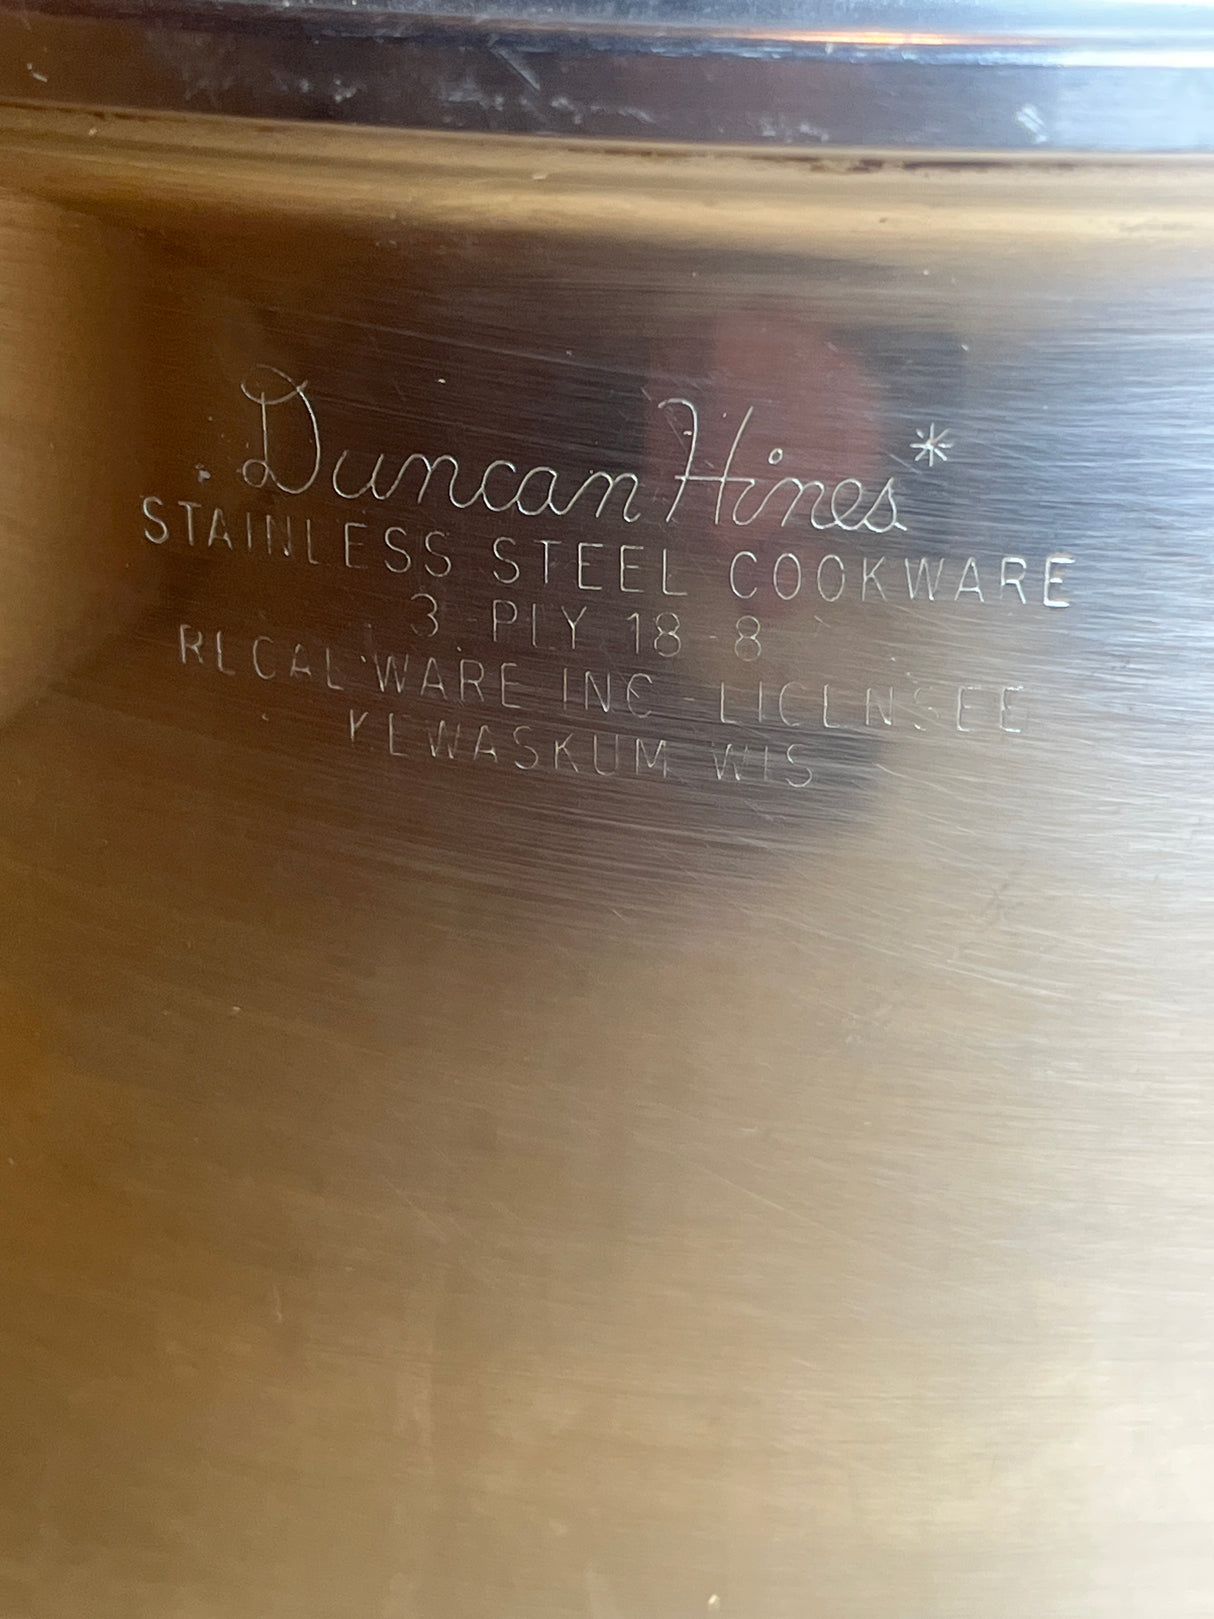 Duncan Hines*
STAINLESS STEEL COOKWARE
3 - PLY 18-8
REGAL WARE INC - LICENSEE
KEWASKUM WIS